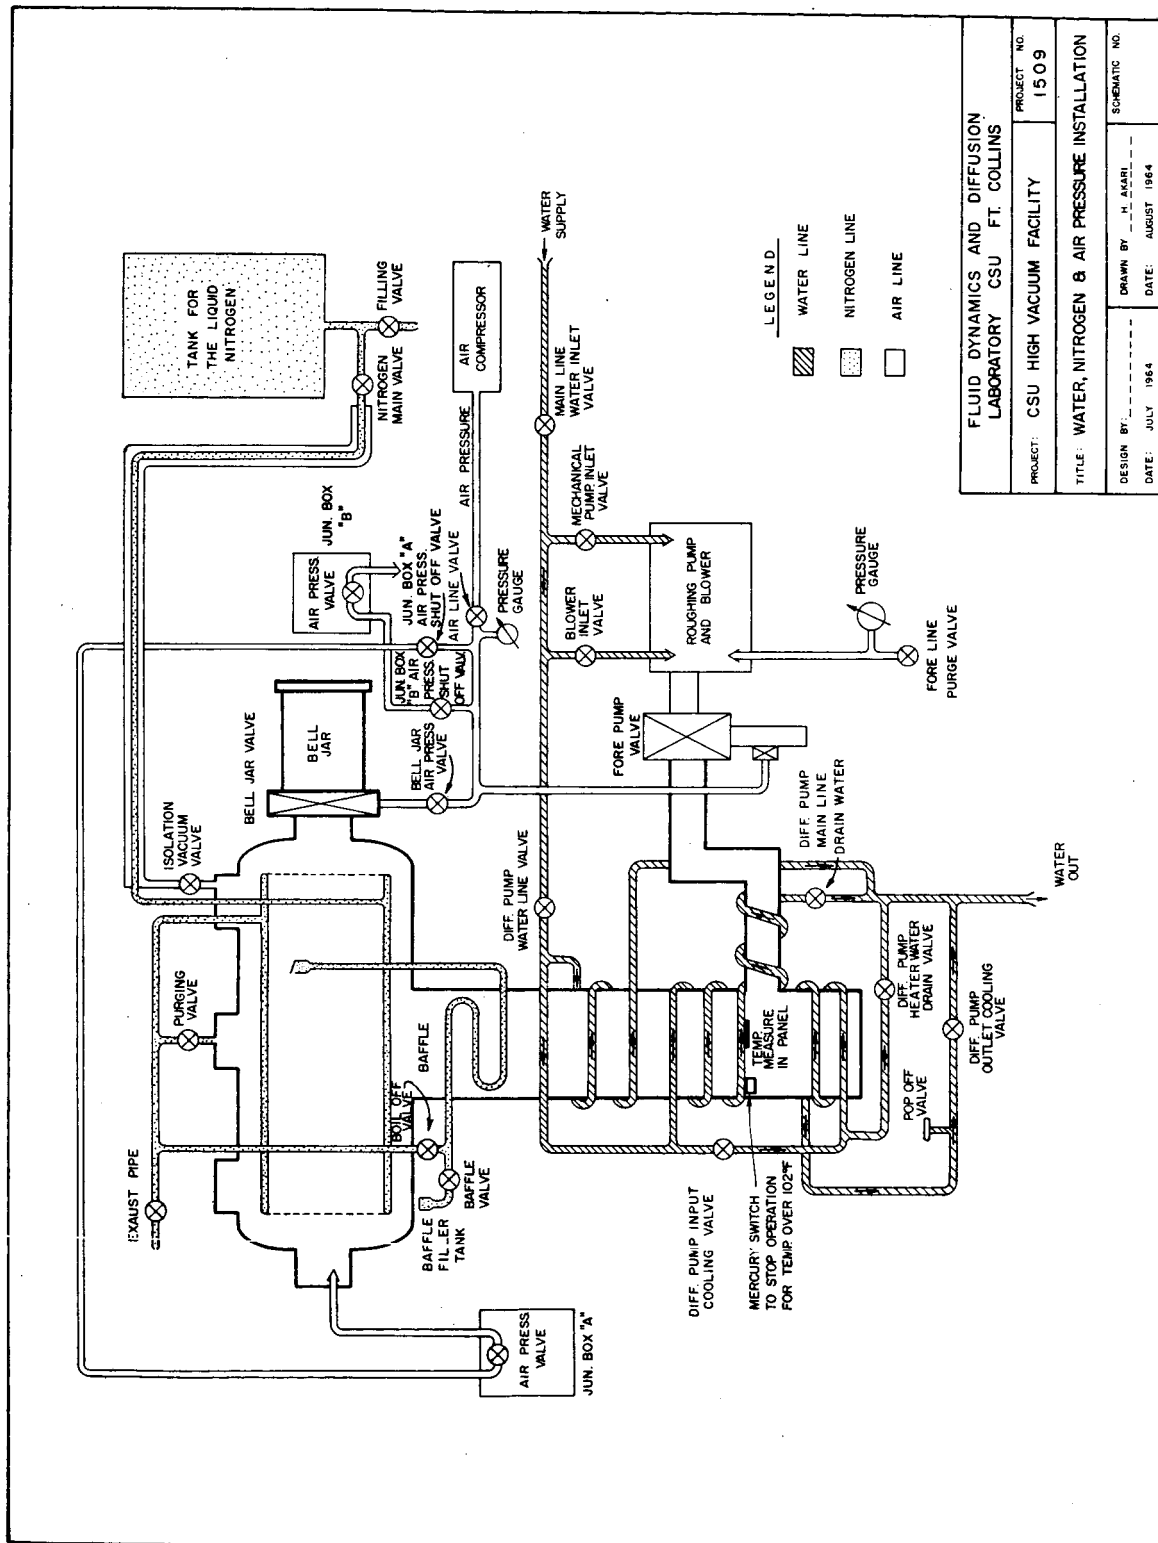 TANK FOR
THE LIQUID
NITROGEN
FILLING
VALVE
NITROGEN
MAIN VALVE
AIR
COMPRESSOR
AIR PRESSURE
JUN. BOX
"B"
AIR PRESS.
VALVE
JUN. BOX "A"
AIR PRESS.
SHUT OFF VALVE
AIR LINE VALVE
PRESSURE
GAUGE
JUN. BOX
"B" AIR
PRESS. SHUT
OFF VALV.
BELL JAR VALVE
BELL
JAR
BELL JAR
AIR PRESS
VALVE
ISOLATION
VACUUM
VALVE
PURGING
VALVE
EXAUST PIPE
BAFFLE
BOIL OFF
VALVE
BAFFLE
VALVE
BAFFLE
FIL_ER
TANK
AIR PRESS.
VALVE
JUN. BOX "A"
WATER
SUPPLY
MAIN LINE
WATER INLET
VALVE
MECHANICAL
PUMP INLET
VALVE
BLOWER
INLET
VALVE
ROUGHING PUMP
AND BLOWER
PRESSURE
GAUGE
FORE LINE
PURGE VALVE
FORE PUMP
VALVE
DIFF. PUMP
WATER LINE VALVE
DIFF. PUMP
MAIN LINE
DRAIN WATER
WATER
OUT
TEMP.
MEASURE
IN PANEL
DIFF. PUMP
HEATER WATER
DRAIN VALVE
DIFF. PUMP
OUTLET COOLING
VALVE
POP OFF
VALVE
DIFF. PUMP INPUT
COOLING VALVE
MERCURY SWITCH
TO STOP OPERATION
FOR TEMP. OVER 102°F
LEGEND
WATER LINE
NITROGEN LINE
AIR LINE
FLUID DYNAMICS AND DIFFUSION
LABORATORY CSU FT. COLLINS
PROJECT: CSU HIGH VACUUM FACILITY
PROJECT NO.
1509
TITLE: WATER, NITROGEN & AIR PRESSURE INSTALLATION
DESIGN BY:
DRAWN BY H AKARI
SCHEMATIC NO.
DATE: JULY 1964
DATE: AUGUST 1964